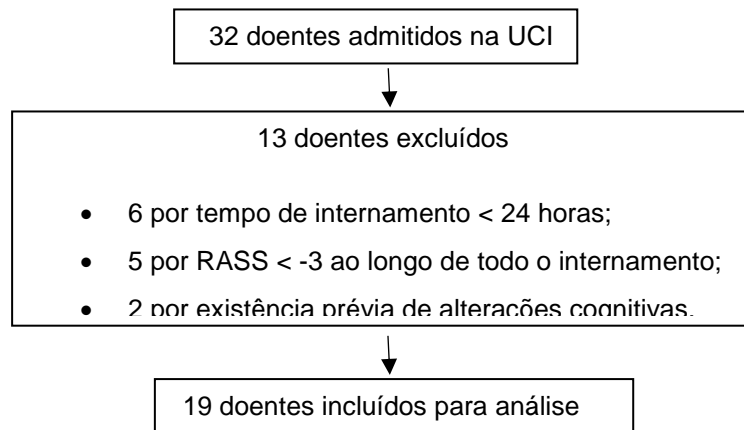 32 doentes admitidos na UCI
13 doentes excluídos
• 6 por tempo de internamento < 24 horas;
• 5 por RASS < -3 ao longo de todo o internamento;
• 2 por existência prévia de alterações cognitivas.
19 doentes incluídos para análise